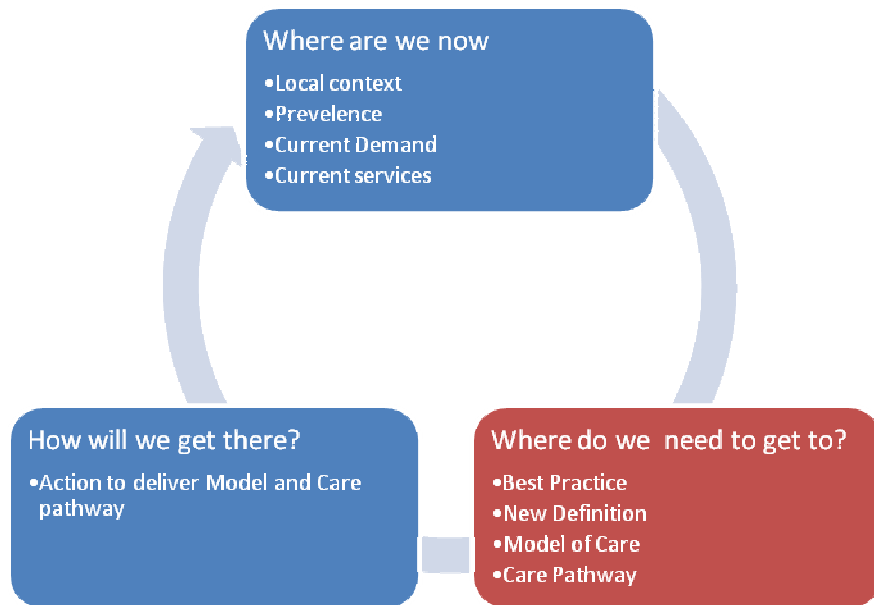 Where are we now
•Local context
•Prevelence
•Current Demand
•Current services
How will we get there?
•Action to deliver Model and Care
pathway
Where do we need to get to?
•Best Practice
•New Definition
•Model of Care
•Care Pathway